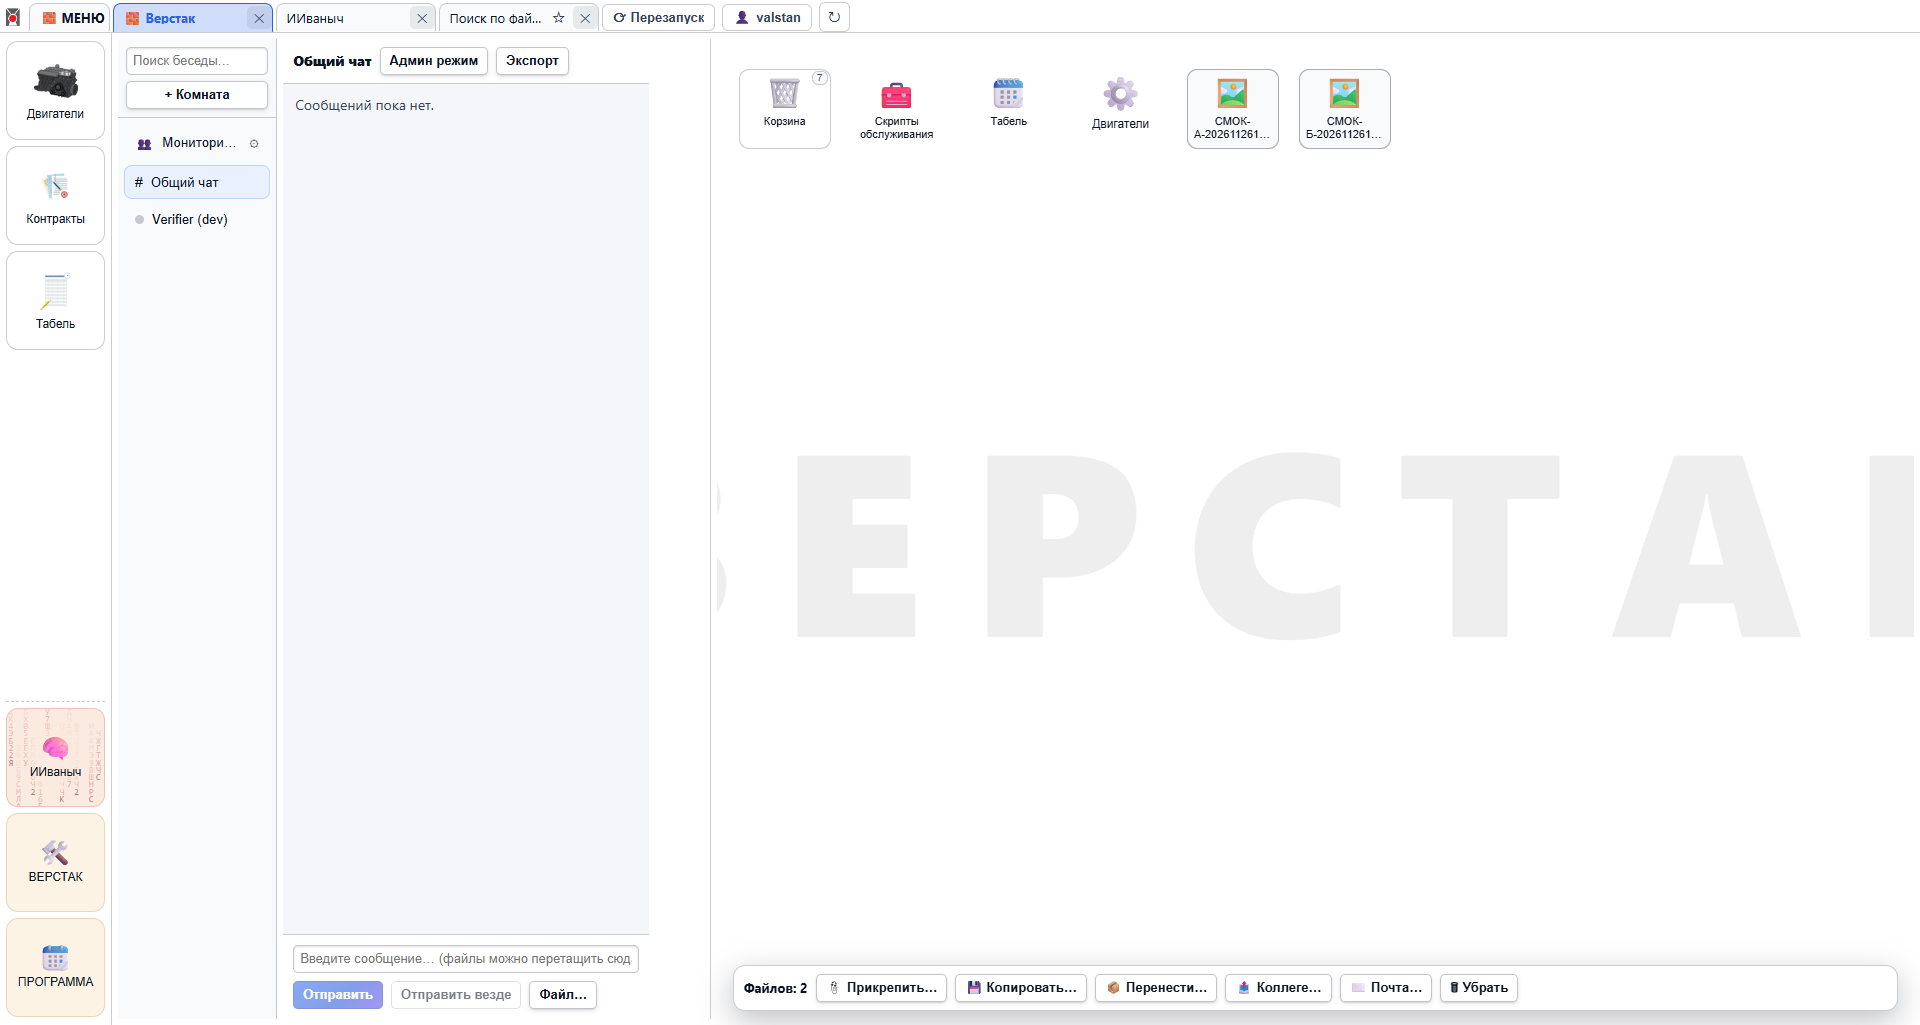 МЕНЮ
Верстак
ИИваныч
Поиск по фай...
Перезапуск
valstan
Двигатели
Контракты
Табель
ИИваныч
ВЕРСТАК
ПРОГРАММА
Поиск беседы...
+ Комната
Монитори...
# Общий чат
Verifier (dev)
Общий чат
Админ режим
Экспорт
Сообщений пока нет.
Введите сообщение... (файлы можно перетащить сюд
Отправить
Отправить везде
Файл...
7
Корзина
Скрипты
обслуживания
Табель
Двигатели
СМОК-
А-202611261...
СМОК-
Б-202611261...
ВЕРСТАК
Файлов: 2
Прикрепить...
Копировать...
Перенести...
Коллеге...
Почта...
Убрать